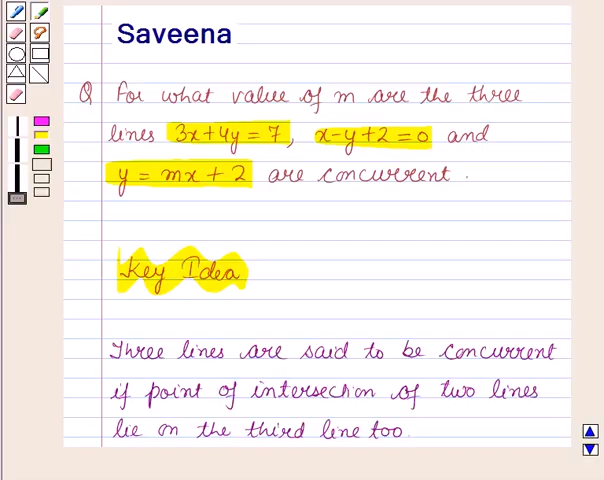 Saveena
Q For what value of m are the three
lines 3x+4y=7, x-y+2=0 and
y = mx + 2 are concurrent.
Key Idea
Three lines are said to be concurrent
if point of intersection of two lines
lie on the third line too.